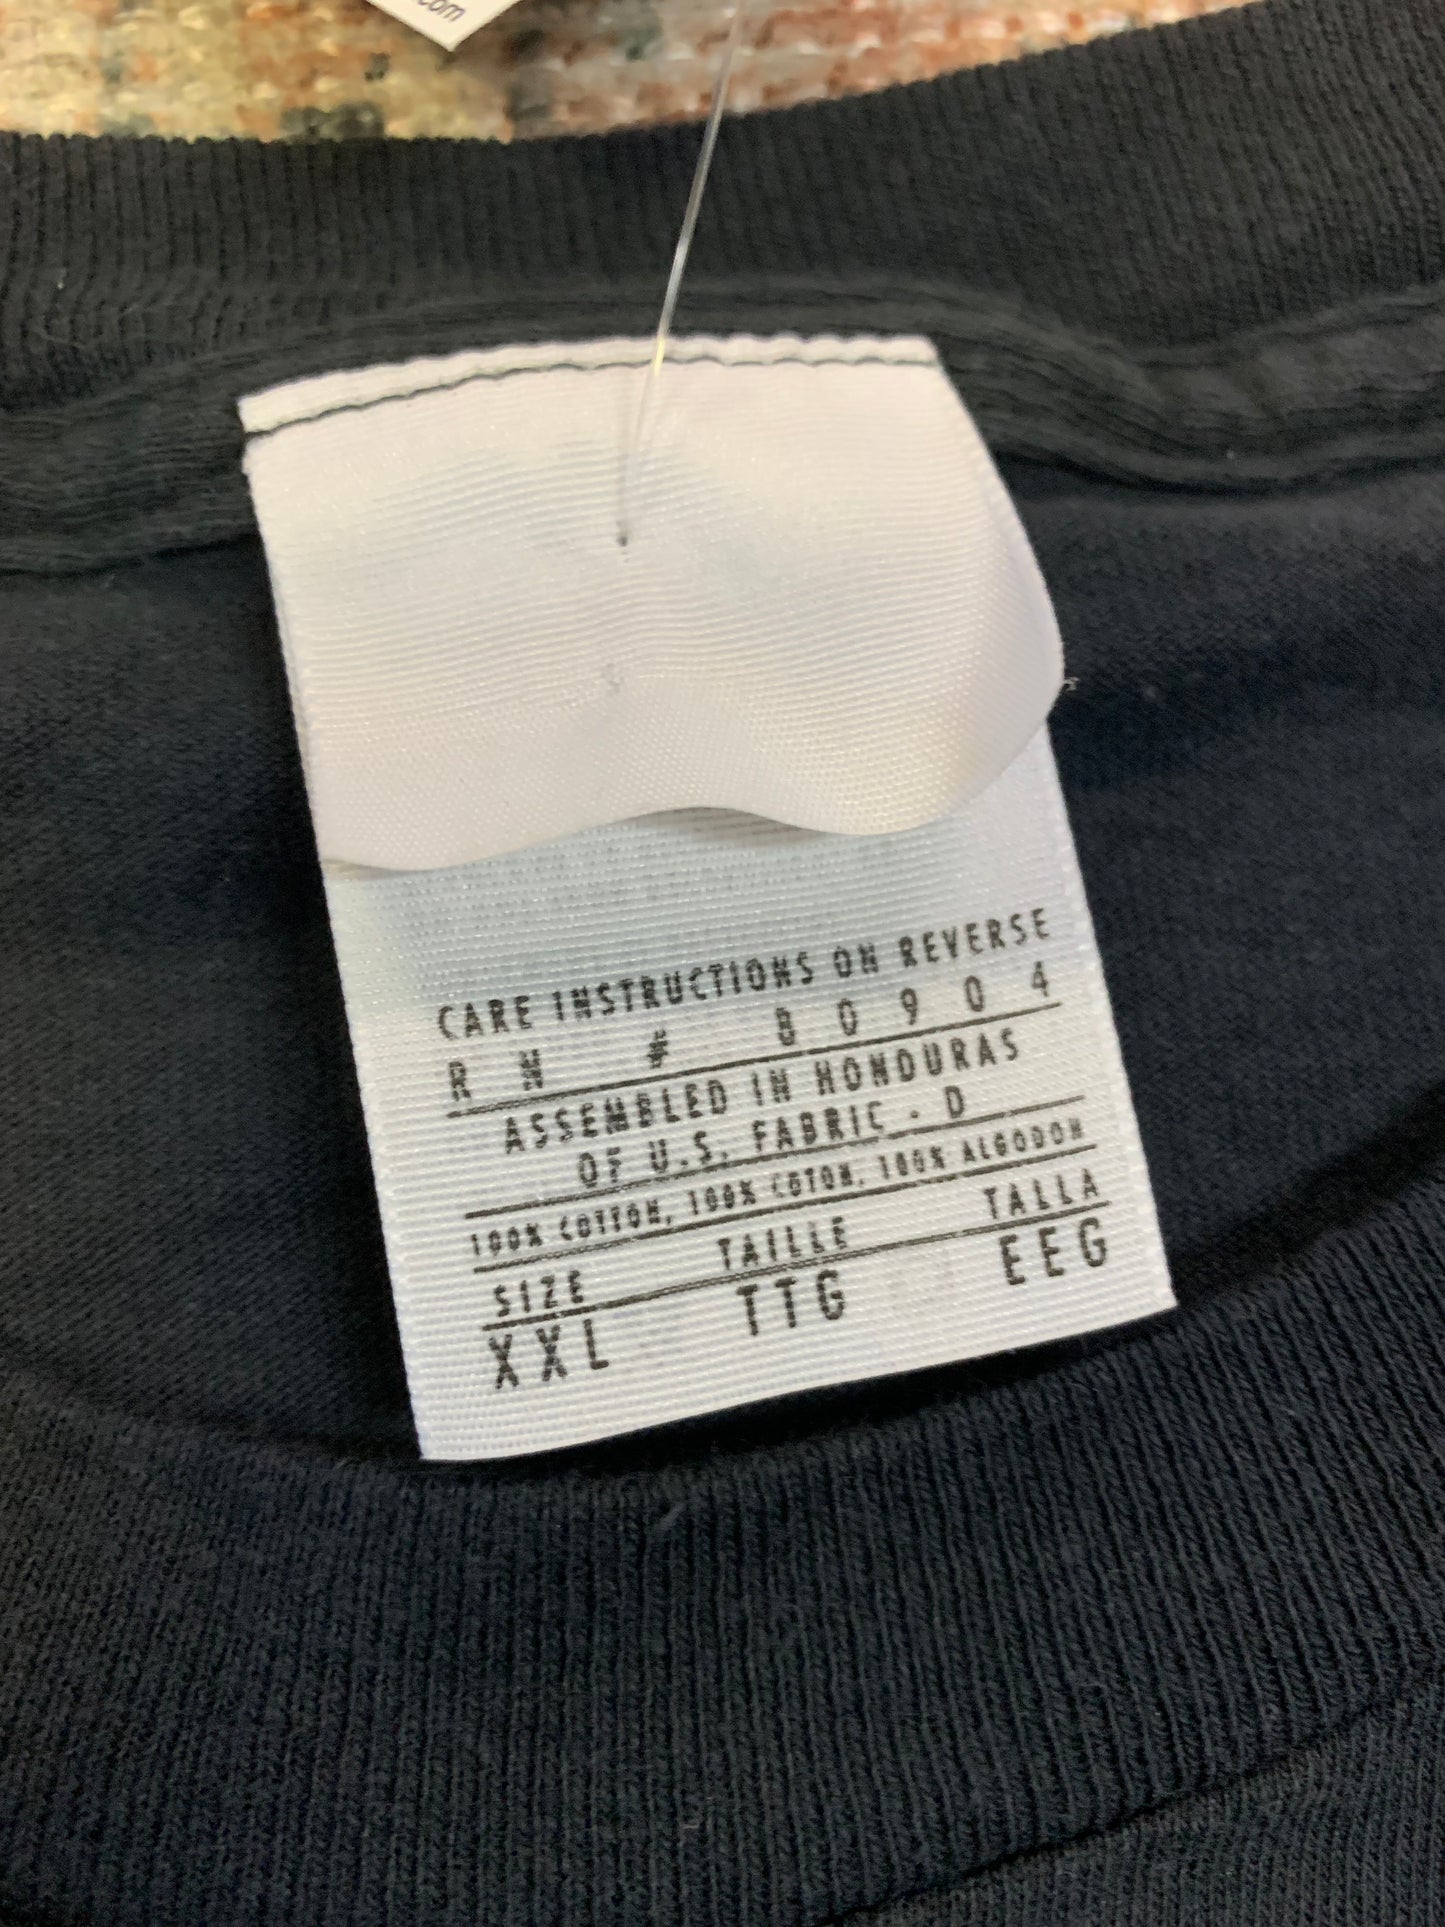 .com
CARE INSTRUCTIONS ON REVERSE
RN # 80904
ASSEMBLED IN HONDURAS
OF U.S. FABRIC - D
100% COTTON, 100% COTON, 100% ALGODON
SIZE TAILLE TALLA
XXL TTG EEG